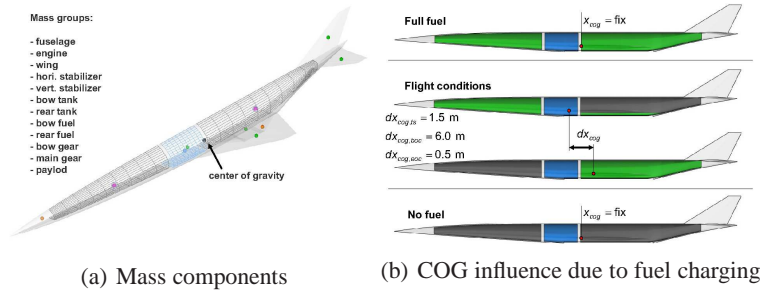 Mass groups:
- fuselage
- engine
- wing
- hori. stabilizer
- vert. stabilizer
- bow tank
- rear tank
- bow fuel
- rear fuel
- bow gear
- main gear
- paylod
center of gravity
(a) Mass components
Full fuel
x_cog = fix
Flight conditions
dx_cog,ts = 1.5 m
dx_cog,boc = 6.0 m
dx_cog,eoc = 0.5 m
dx_cog
No fuel
x_cog = fix
(b) COG influence due to fuel charging